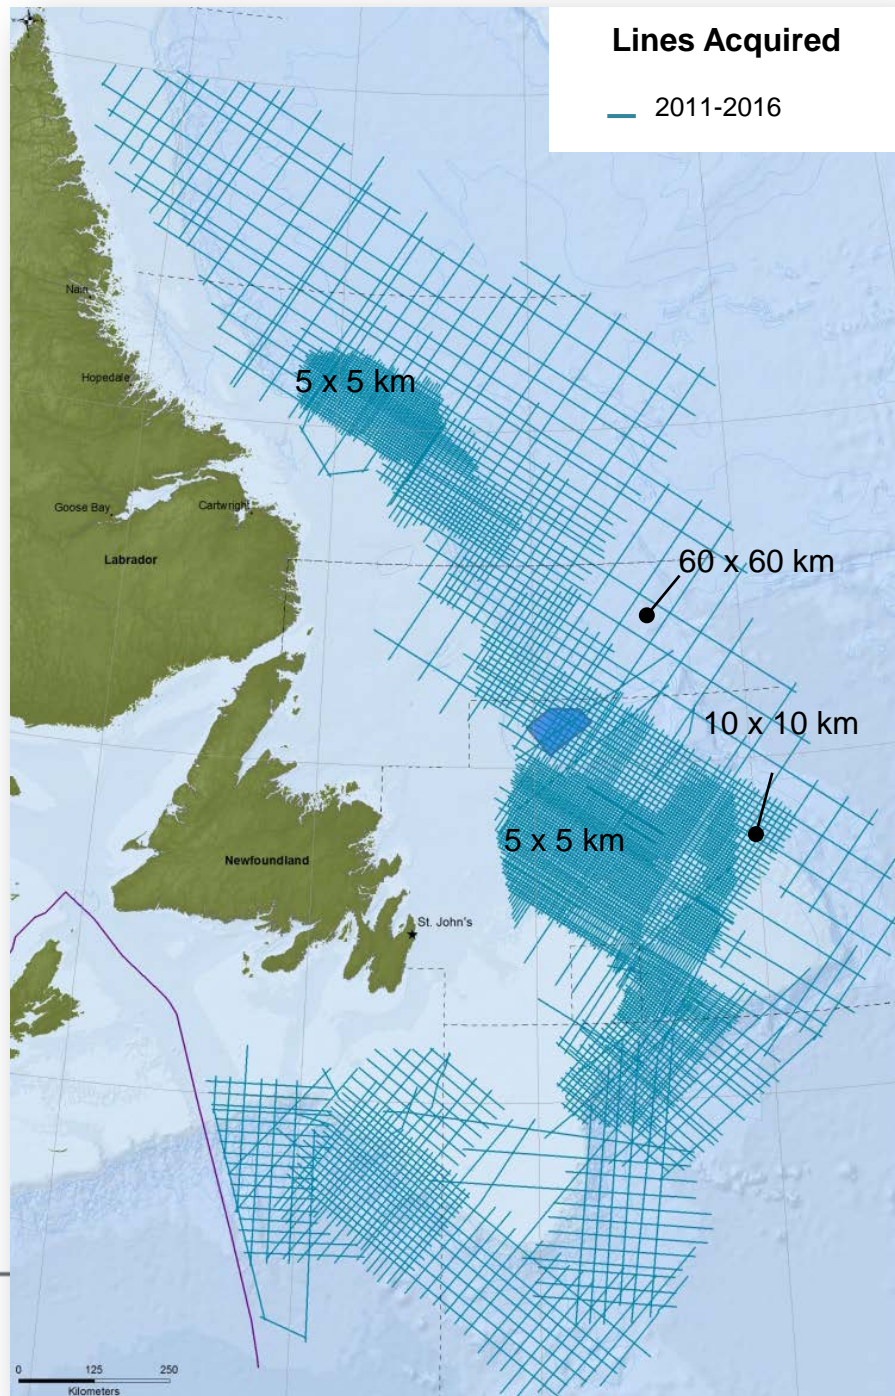 Lines Acquired
2011-2016
Nain
5 x 5 km
Hopedale
Goose Bay
Cartwright
Labrador
60 x 60 km
10 x 10 km
5 x 5 km
Newfoundland
St. John's
0 125 250
Kilometers